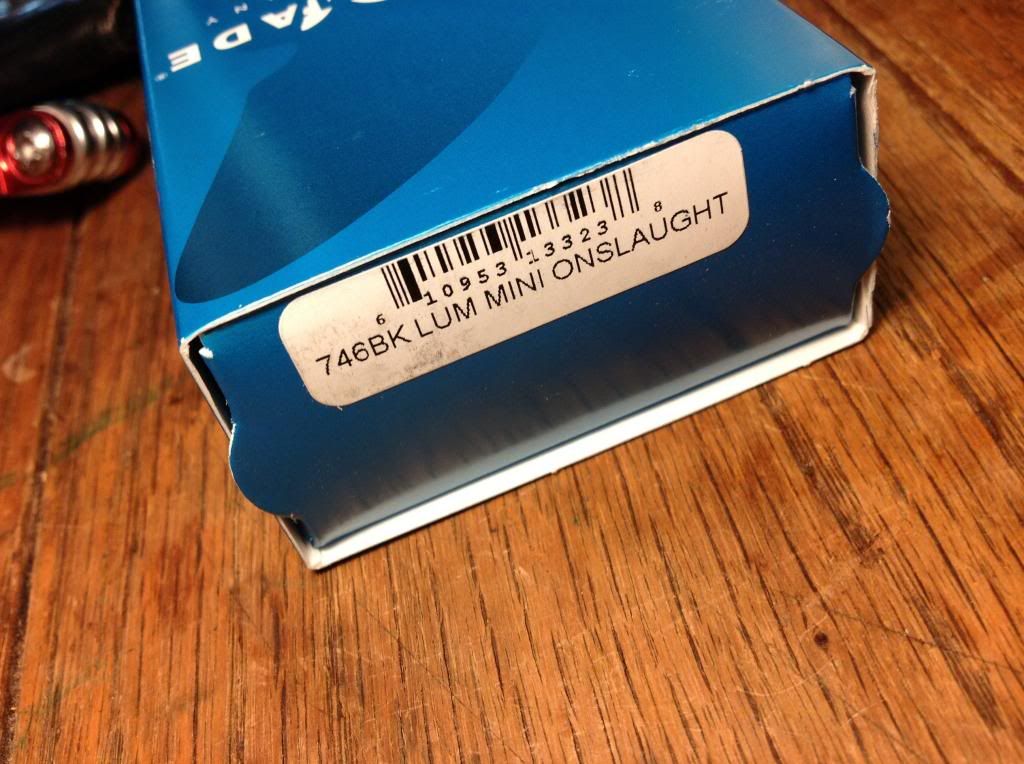 6 10953 13323 8
746BK LUM MINI ONSLAUGHT